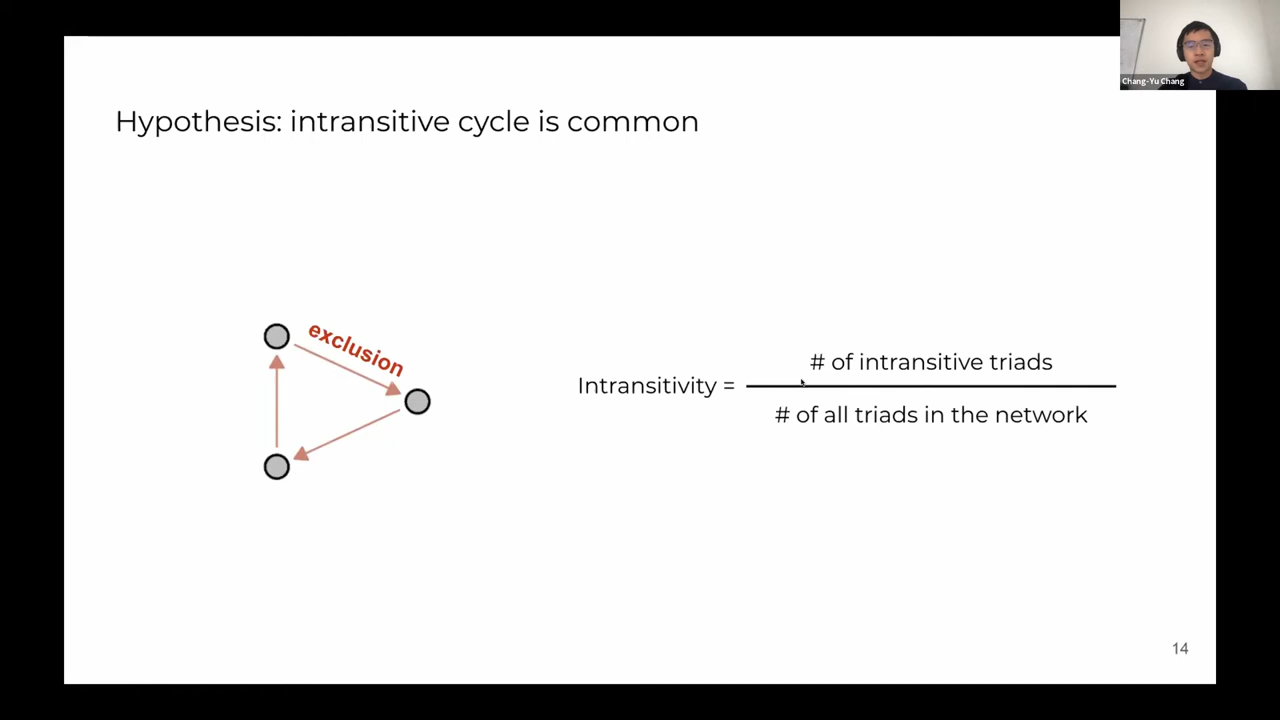 Chang-Yu Chang
Hypothesis: intransitive cycle is common
exclusion
# of intransitive triads
Intransitivity =
# of all triads in the network
14